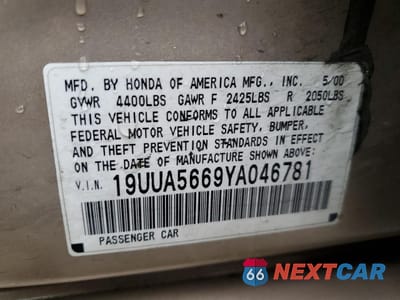 MFD. BY HONDA OF AMERICA MFG., INC. 5/00
GVWR 4400LBS GAWR F 2425LBS R 2050LBS
THIS VEHICLE CONFORMS TO ALL APPLICABLE
FEDERAL MOTOR VEHICLE SAFETY, BUMPER,
AND THEFT PREVENTION STANDARDS IN EFFECT
ON THE DATE OF MANUFACTURE SHOWN ABOVE:
V.I.N. 19UUA5669YA046781
PASSENGER CAR
66 NEXTCAR